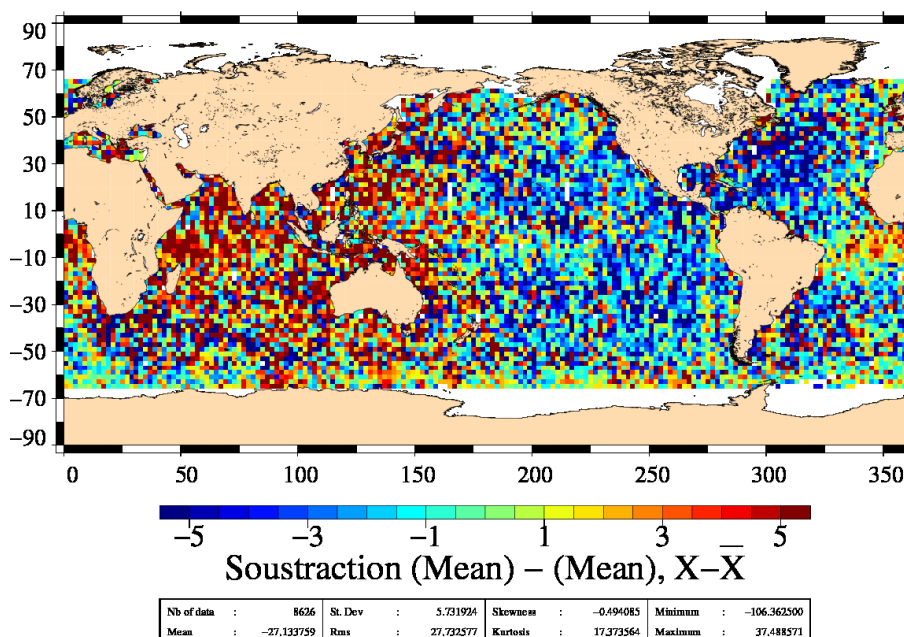 90
70
50
30
10
−10
−30
−50
−70
−90
0 50 100 150 200 250 300 350
−5 −3 −1 1 3 5
Soustraction (Mean) − (Mean), X−X̅
Nb of data : 8626 St. Dev : 5.731924 Skewness : −0.494085 Minimum : −106.362500
Mean : −27.133759 Rms : 27.732577 Kurtosis : 17.373564 Maximum : 37.488571